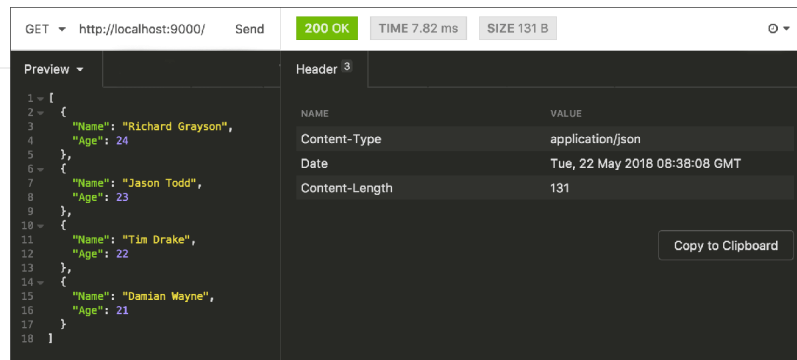 GET http://localhost:9000/ Send 200 OK TIME 7.82 ms SIZE 131 B
Preview
1 [
2 {
3 "Name": "Richard Grayson",
4 "Age": 24
5 },
6 {
7 "Name": "Jason Todd",
8 "Age": 23
9 },
10 {
11 "Name": "Tim Drake",
12 "Age": 22
13 },
14 {
15 "Name": "Damian Wayne",
16 "Age": 21
17 }
18 ]
Header 3
NAME VALUE
Content-Type application/json
Date Tue, 22 May 2018 08:38:08 GMT
Content-Length 131
Copy to Clipboard